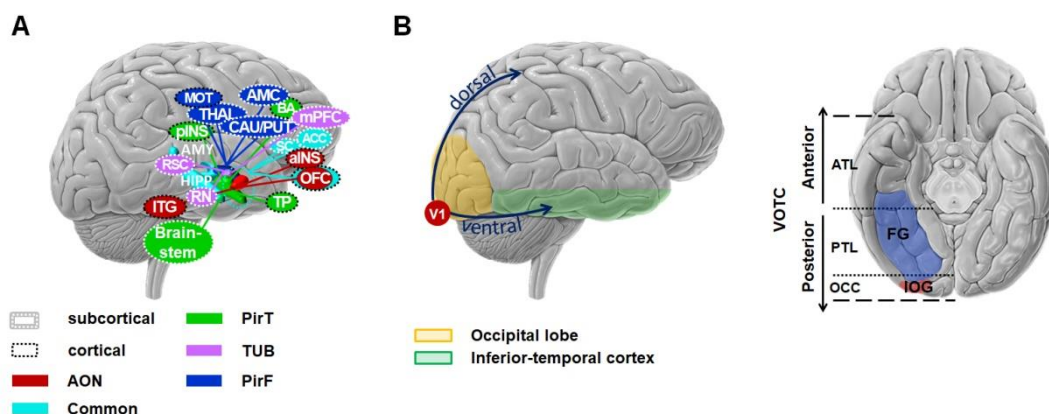 A
B
MOT
AMC
THAL
BA
mPFC
CAU/PUT
pINS
ACC
SC
AMY
aINS
RSC
OFC
HIPP
RN
TP
ITG
Brain-
stem
dorsal
V1
ventral
VOTC
Anterior
Posterior
ATL
PTL
OCC
FG
IOG
subcortical
cortical
AON
Common
PirT
TUB
PirF
Occipital lobe
Inferior-temporal cortex